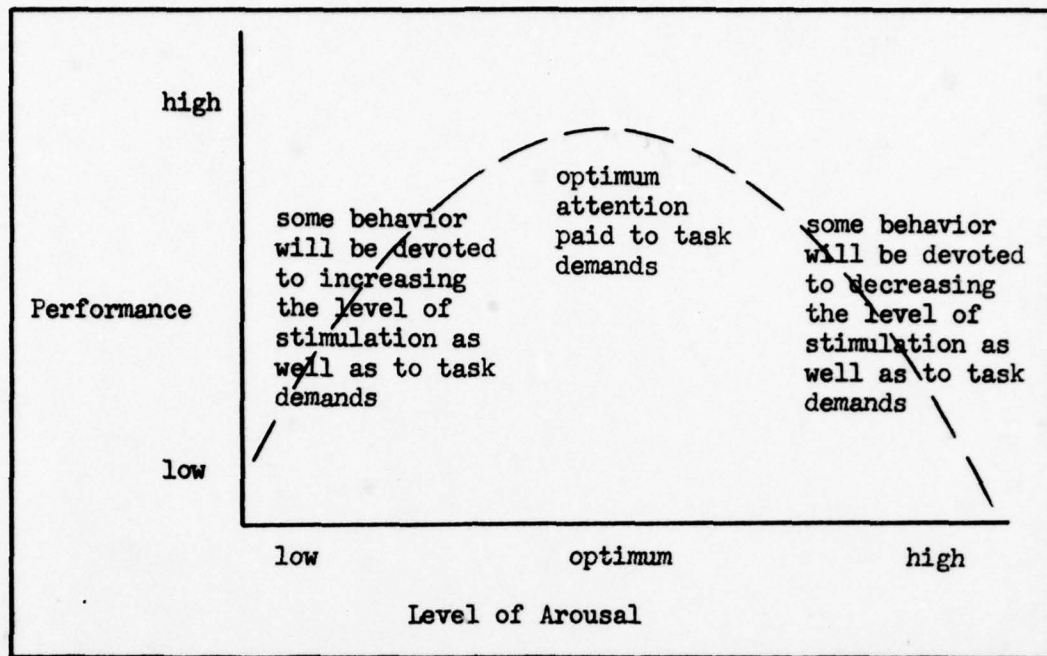 high
some behavior
will be devoted
to increasing
the level of
stimulation as
well as to task
demands
optimum
attention
paid to task
demands
some behavior
will be devoted
to decreasing
the level of
stimulation as
well as to task
demands
Performance
low
low optimum high
Level of Arousal